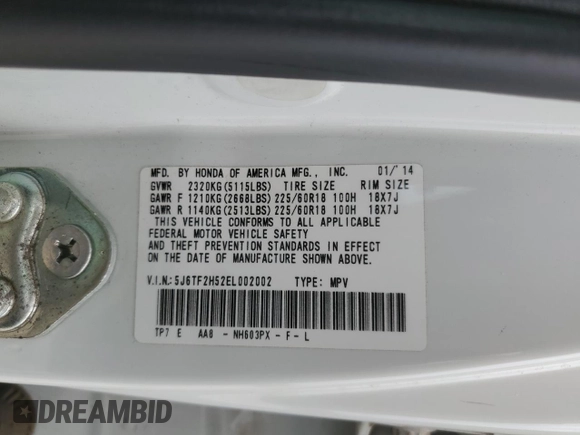 MFD. BY HONDA OF AMERICA MFG., INC. 01/'14
GVWR 2320KG(5115LBS) TIRE SIZE RIM SIZE
GAWR F 1210KG(2668LBS) 225/60R18 100H 18X7J
GAWR R 1140KG(2513LBS) 225/60R18 100H 18X7J
THIS VEHICLE CONFORMS TO ALL APPLICABLE
FEDERAL MOTOR VEHICLE SAFETY
AND THEFT PREVENTION STANDARDS IN EFFECT
ON THE DATE OF MANUFACTURE SHOWN ABOVE.
V.I.N.:5J6TF2H52EL002002 TYPE: MPV
TP7 E AA8 - NH603PX - F - L
DREAMBID